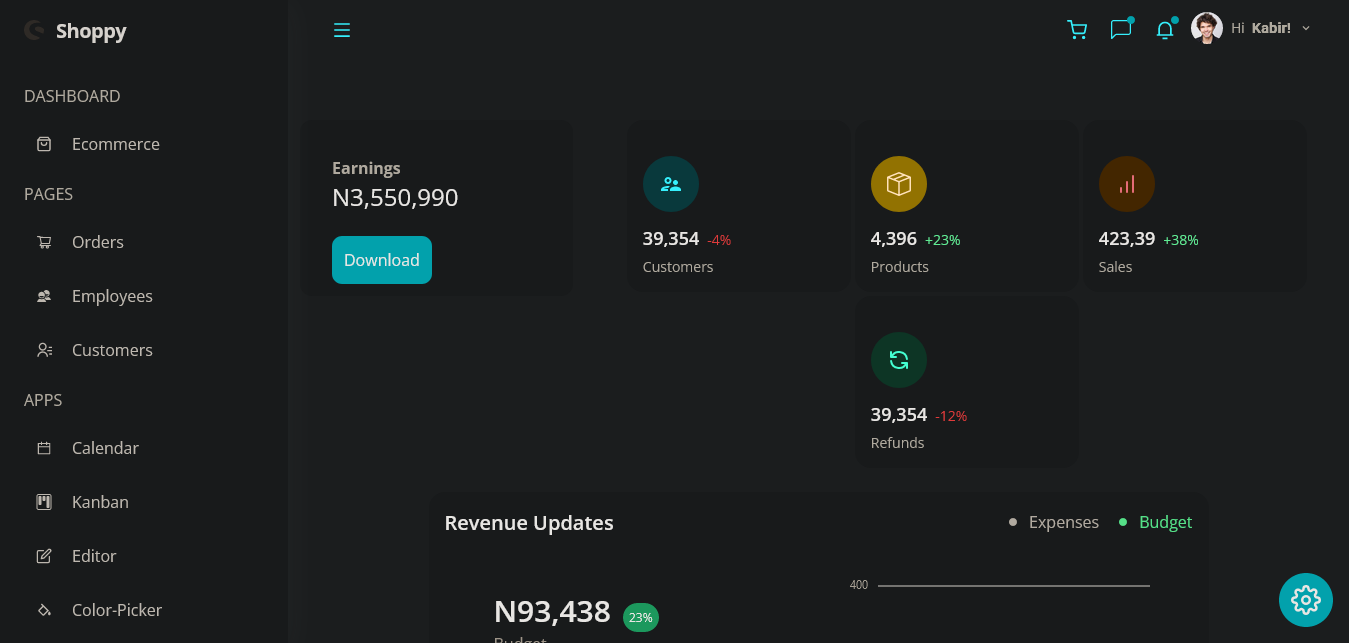 Shoppy
Hi Kabir!
DASHBOARD
Ecommerce
PAGES
Orders
Employees
Customers
APPS
Calendar
Kanban
Editor
Color-Picker
Earnings
N3,550,990
Download
39,354 -4%
Customers
4,396 +23%
Products
423,39 +38%
Sales
39,354 -12%
Refunds
Revenue Updates
Expenses
Budget
400
N93,438 23%
Budget